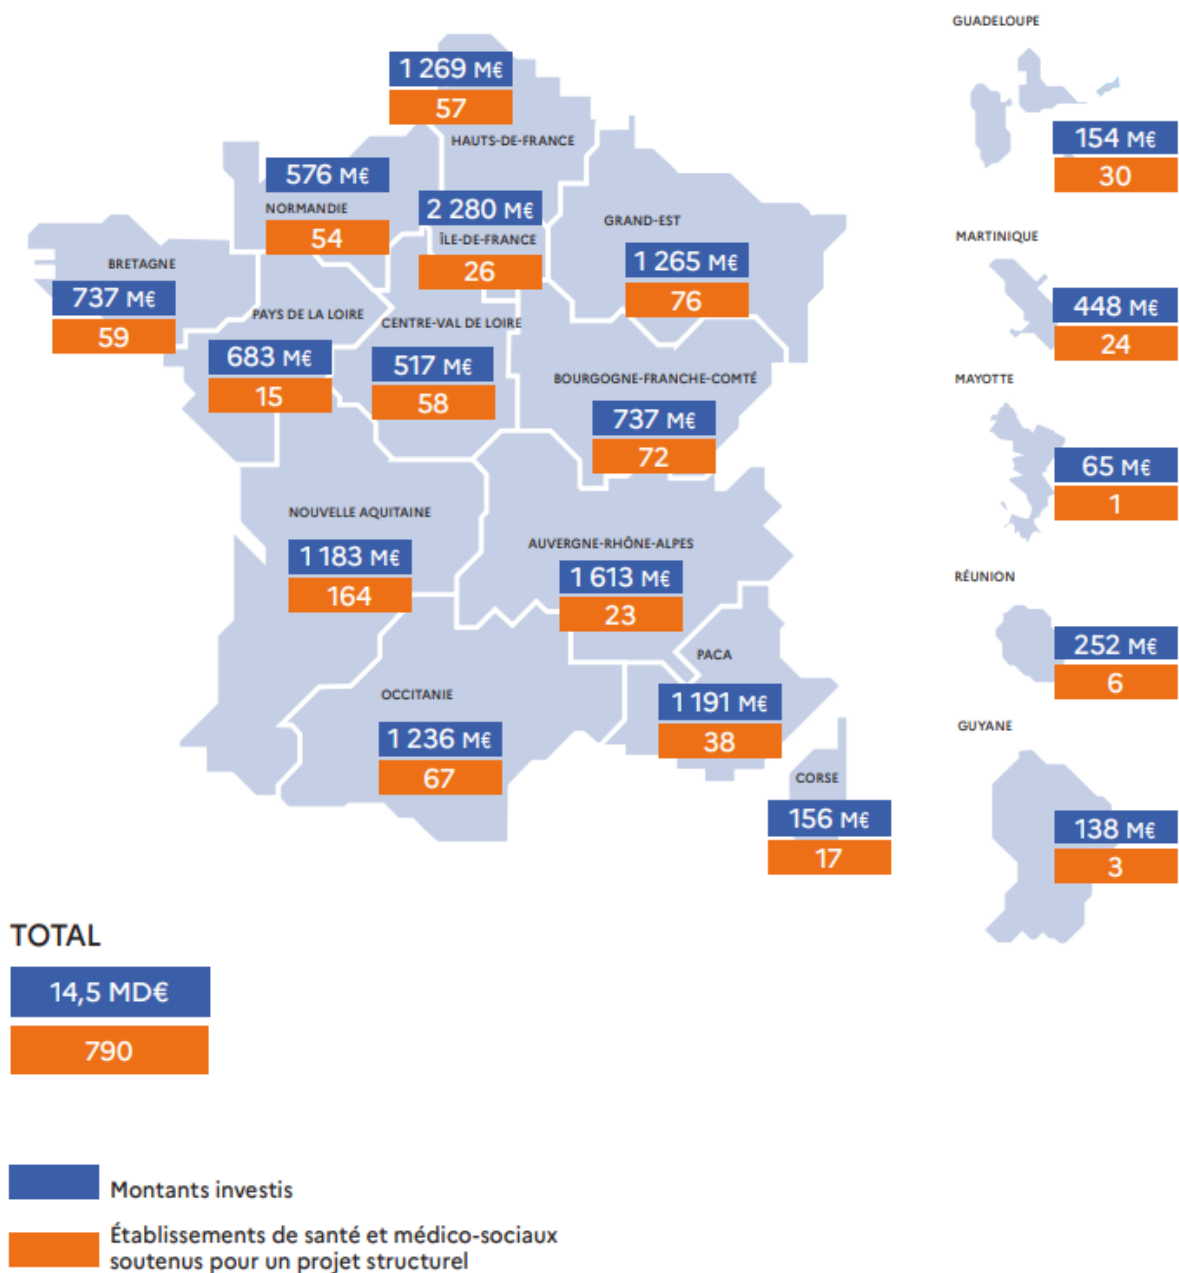 1 269 M€
57
HAUTS-DE-FRANCE
576 M€
NORMANDIE
54
2 280 M€
ÎLE-DE-FRANCE
26
GRAND-EST
1 265 M€
76
BRETAGNE
737 M€
59
PAYS DE LA LOIRE
683 M€
15
CENTRE-VAL DE LOIRE
517 M€
58
BOURGOGNE-FRANCHE-COMTÉ
737 M€
72
NOUVELLE AQUITAINE
1 183 M€
164
AUVERGNE-RHÔNE-ALPES
1 613 M€
23
PACA
1 191 M€
38
OCCITANIE
1 236 M€
67
CORSE
156 M€
17
GUADELOUPE
154 M€
30
MARTINIQUE
448 M€
24
MAYOTTE
65 M€
1
RÉUNION
252 M€
6
GUYANE
138 M€
3
TOTAL
14,5 MD€
790
Montants investis
Établissements de santé et médico-sociaux
soutenus pour un projet structurel